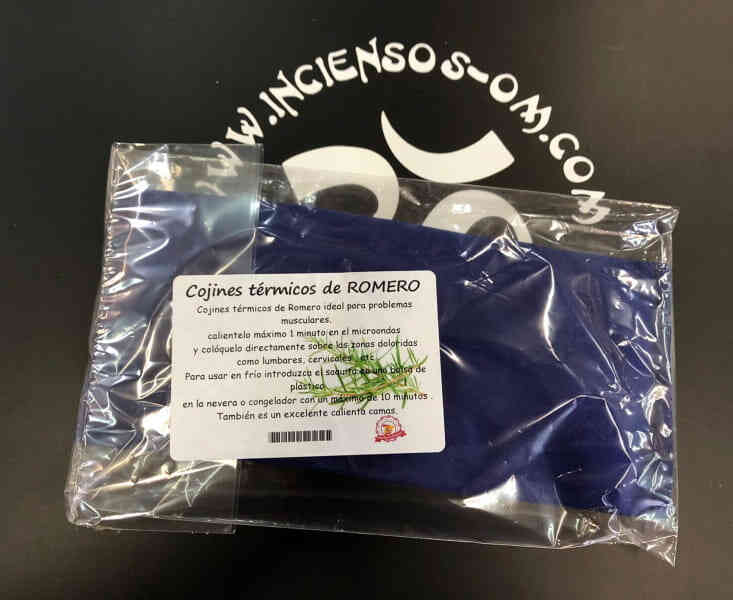 WWW.INCIENSOS-OM.COM
Cojines térmicos de ROMERO
Cojines térmicos de Romero ideal para problemas
musculares,
calientelo máximo 1 minuto en el microondas
y colóquelo directamente sobre las zonas doloridas
como lumbares, cervicales, etc
Para usar en frío introduzca el saquito en una bolsa de
plástico
en la nevera o congelador con un máximo de 10 minutos .
También es un excelente calienta camas.